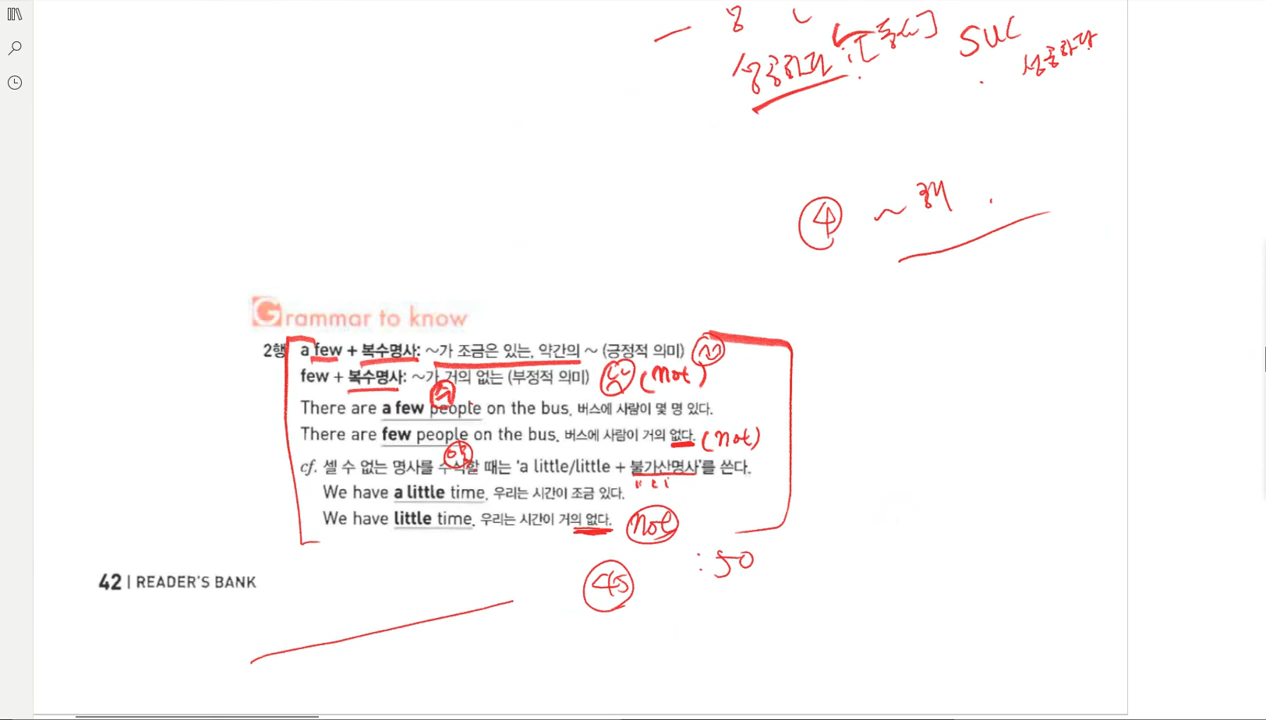 성공하다 it [동사] suc
성공하다
④ ~해
Grammar to know
2행 a few + 복수명사: ~가 조금은 있는, 약간의 ~ (긍정적 의미)
few + 복수명사: ~가 거의 없는 (부정적 의미) (not)
수
There are a few people on the bus. 버스에 사람이 몇 명 있다.
There are few people on the bus. 버스에 사람이 거의 없다. (not)
cf. 셀 수 없는 명사를 수식할 때는 'a little/little + 불가산명사'를 쓴다.
We have a little time. 우리는 시간이 조금 있다.
We have little time. 우리는 시간이 거의 없다. not
45 : 50
42 | READER'S BANK